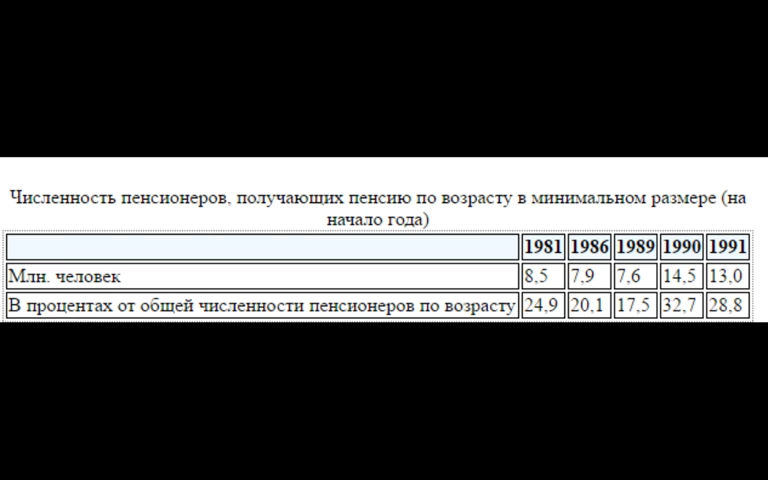 Численность пенсионеров, получающих пенсию по возрасту в минимальном размере (на
начало года)
1981 1986 1989 1990 1991
Млн. человек 8,5 7,9 7,6 14,5 13,0
В процентах от общей численности пенсионеров по возрасту 24,9 20,1 17,5 32,7 28,8